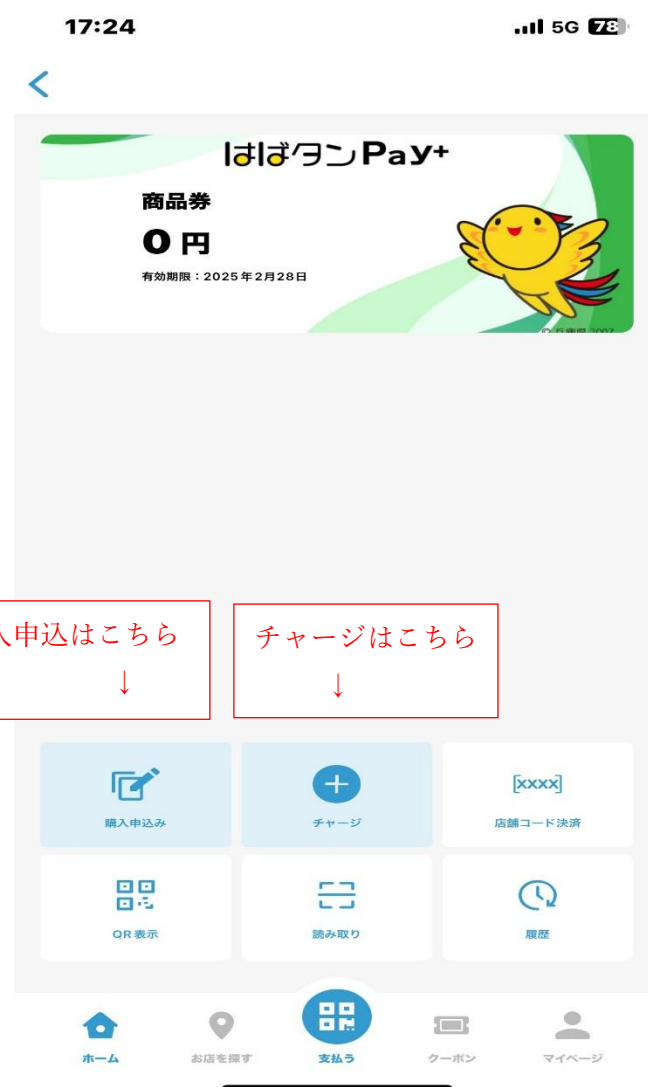 17:24
5G 78
はばタンPay+
商品券
0円
有効期限：2025年2月28日
© 兵庫県 2007
入申込はこちら
↓
チャージはこちら
↓
購入申込み
チャージ
[xxxx]
店舗コード決済
QR表示
読み取り
履歴
ホーム
お店を探す
支払う
クーポン
マイページ